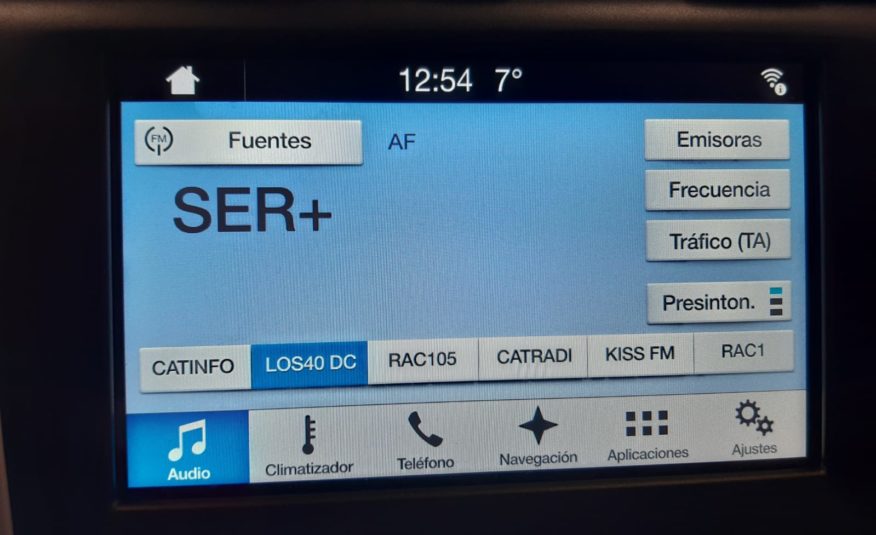 12:54 7°
FM Fuentes AF Emisoras
SER+
Frecuencia
Tráfico (TA)
Presinton.
CATINFO LOS40 DC RAC105 CATRADI KISS FM RAC1
Audio Climatizador Teléfono Navegación Aplicaciones Ajustes